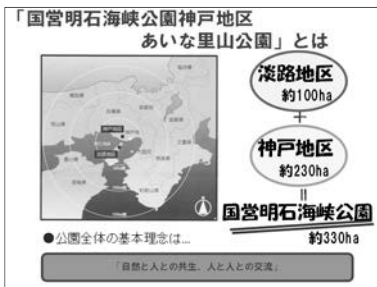 「国営明石海峡公園神戸地区
あいな里山公園」とは
淡路地区
約100ha
+
神戸地区
約230ha
=
国営明石海峡公園
約330ha
●公園全体の基本理念は...
「自然と人との共生、人と人との交流」